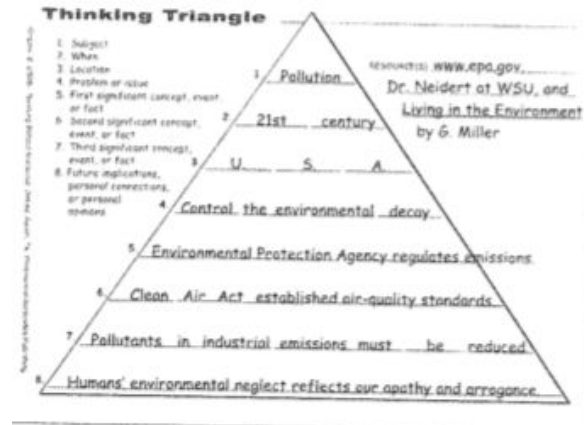 Thinking Triangle
1. Subject
2. When
3. Location
4. Problem or issue
5. First significant concept, event, or fact
6. Second significant concept, event, or fact
7. Third significant concept, event, or fact
8. Future implications, personal connections, or personal opinions
RESOURCE(S) www.epa.gov,
Dr. Neidert at WSU, and
Living in the Environment
by G. Miller
1. Pollution
2. 21st century
3. U. S. A.
4. Control the environmental decay
5. Environmental Protection Agency regulates emissions.
6. Clean Air Act established air-quality standards.
7. Pollutants in industrial emissions must be reduced.
8. Humans' environmental neglect reflects our apathy and arrogance.